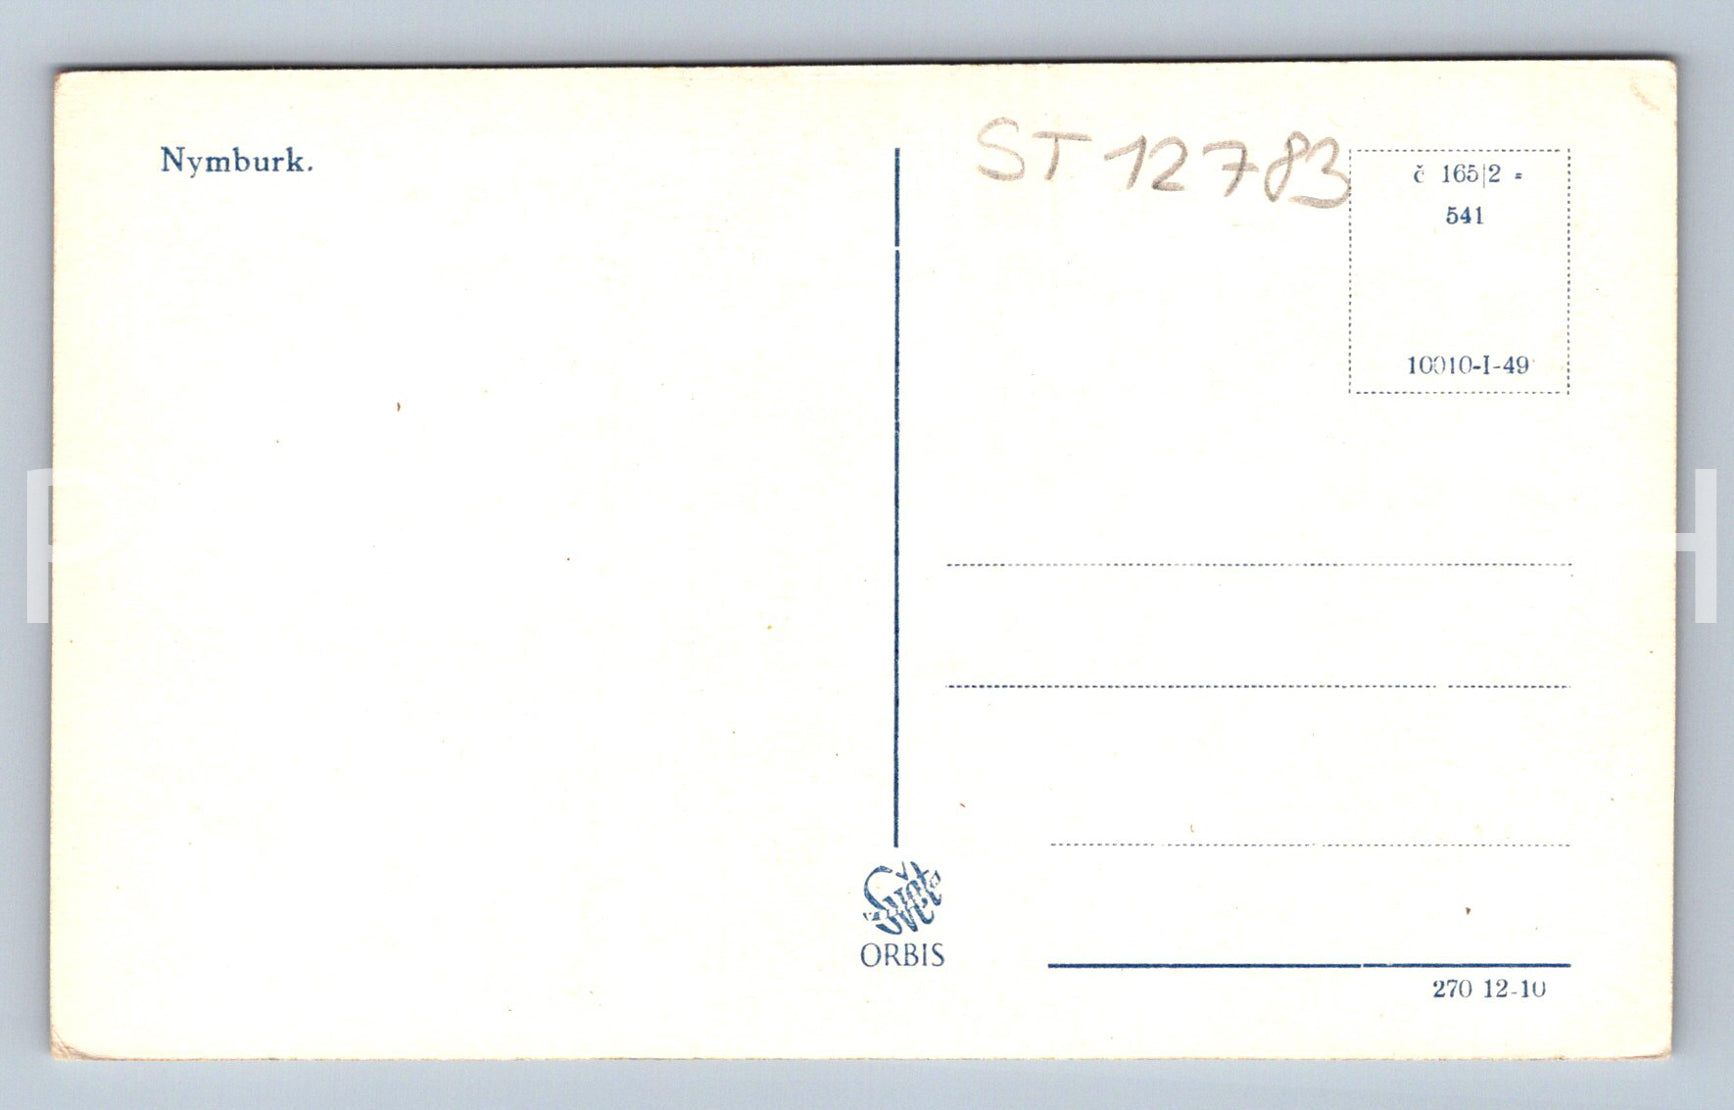 Nymburk.
ST 12783
č 165|2 =
541
10010-I-49
Svět
ORBIS
270 12-10
P
H